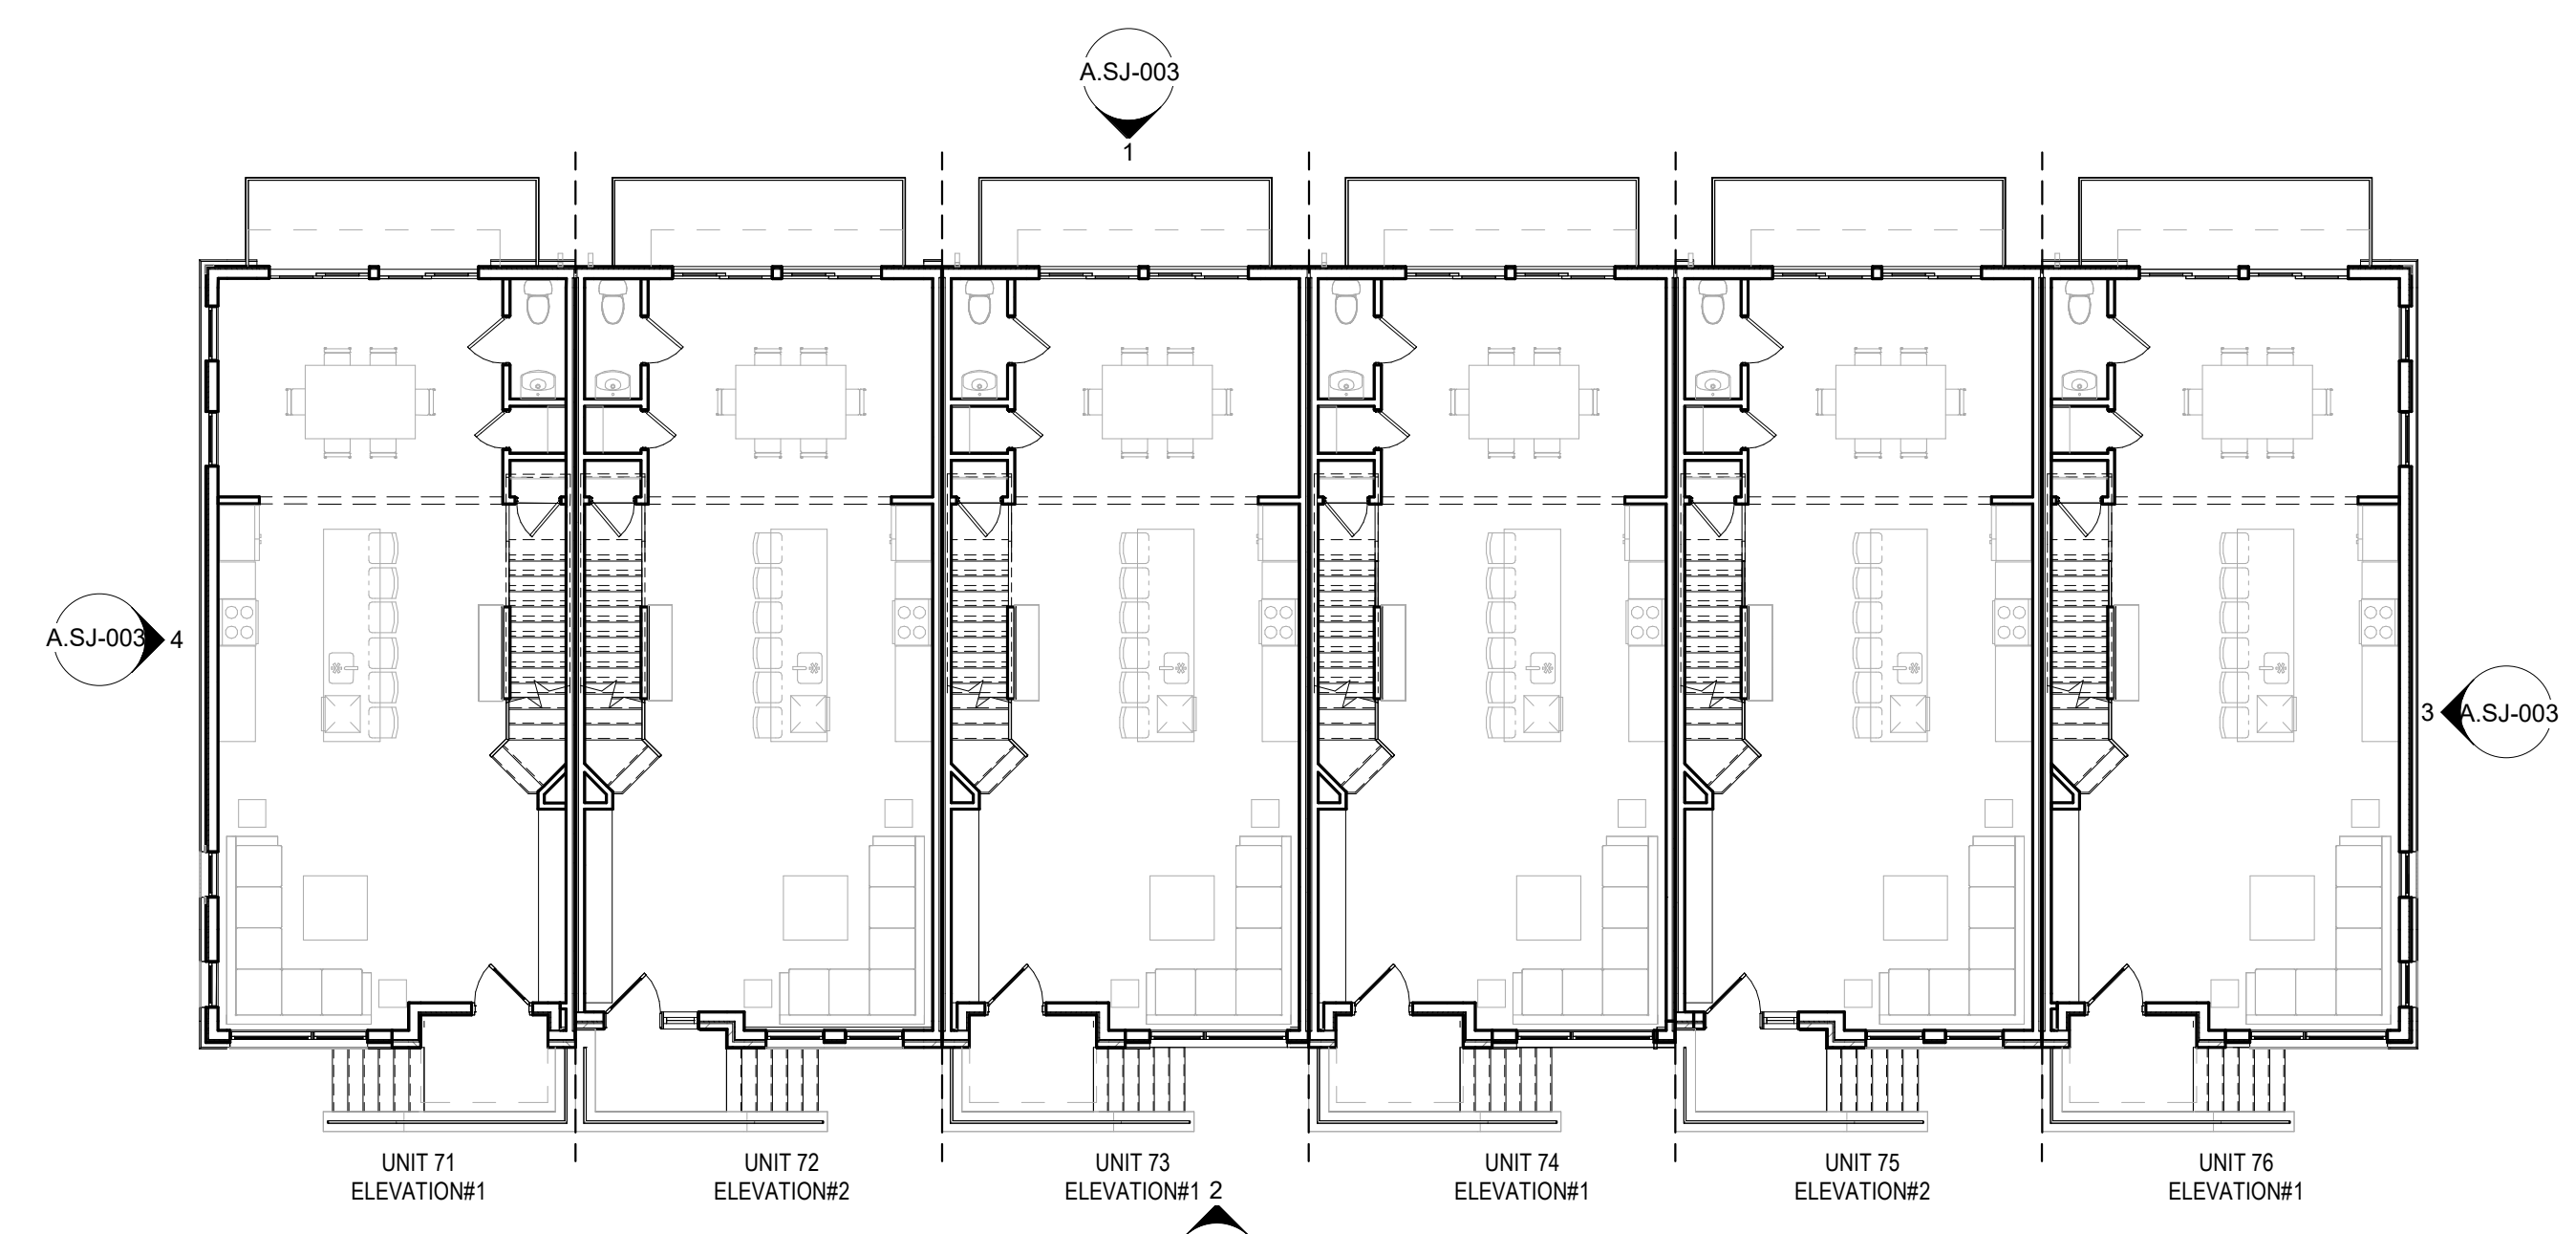 A.SJ-003
1
A.SJ-003 4
3 A.SJ-003
UNIT 71
ELEVATION#1
UNIT 72
ELEVATION#2
UNIT 73
ELEVATION#1
2
UNIT 74
ELEVATION#1
UNIT 75
ELEVATION#2
UNIT 76
ELEVATION#1